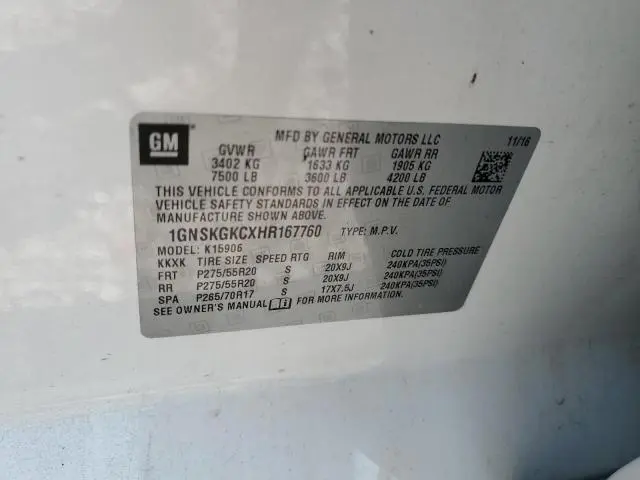 GM
MFD BY GENERAL MOTORS LLC 11/16
GVWR GAWR FRT GAWR RR
3402 KG 1633 KG 1905 KG
7500 LB 3600 LB 4200 LB
THIS VEHICLE CONFORMS TO ALL APPLICABLE U.S. FEDERAL MOTOR
VEHICLE SAFETY STANDARDS IN EFFECT ON THE DATE OF
MANUFACTURE SHOWN ABOVE.
1GNSKGKCXHR167760 TYPE: M.P.V.
MODEL: K15906
KKXK TIRE SIZE SPEED RTG RIM COLD TIRE PRESSURE
FRT P275/55R20 S 20X9J 240KPA(35PSI)
RR P275/55R20 S 20X9J 240KPA(35PSI)
SPA P265/70R17 S 17X7.5J 240KPA(35PSI)
SEE OWNER'S MANUAL FOR MORE INFORMATION.